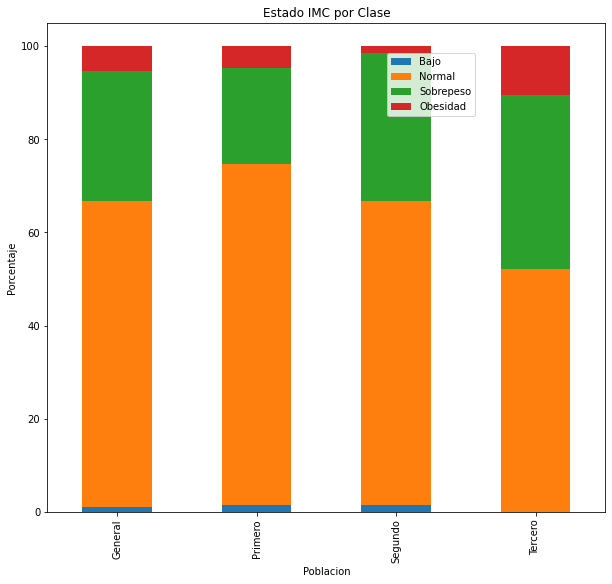 Estado IMC por Clase
Bajo
Normal
Sobrepeso
Obesidad
Porcentaje
100
80
60
40
20
0
General
Primero
Segundo
Tercero
Poblacion